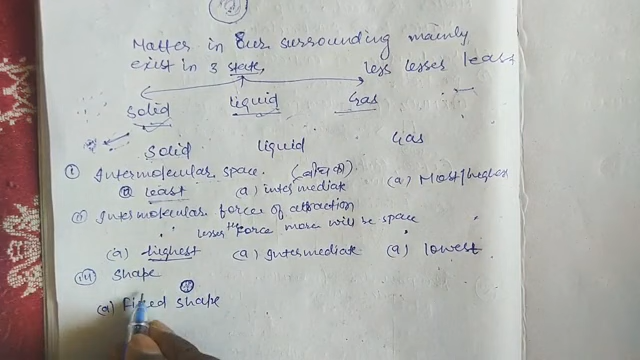 Matter in Our surrounding mainly
exist in 3 state, less lesser least
Solid Liquid Gas
Solid Liquid Gas
(i) Intermolecular space.
(a) least (a) intermediate (a) Most/highest
(ii) Intermolecular force of attraction
lesser the force more will be space
(a) highest (a) Intermediate (a) lowest
(iii) Shape
(a) Fixed shape